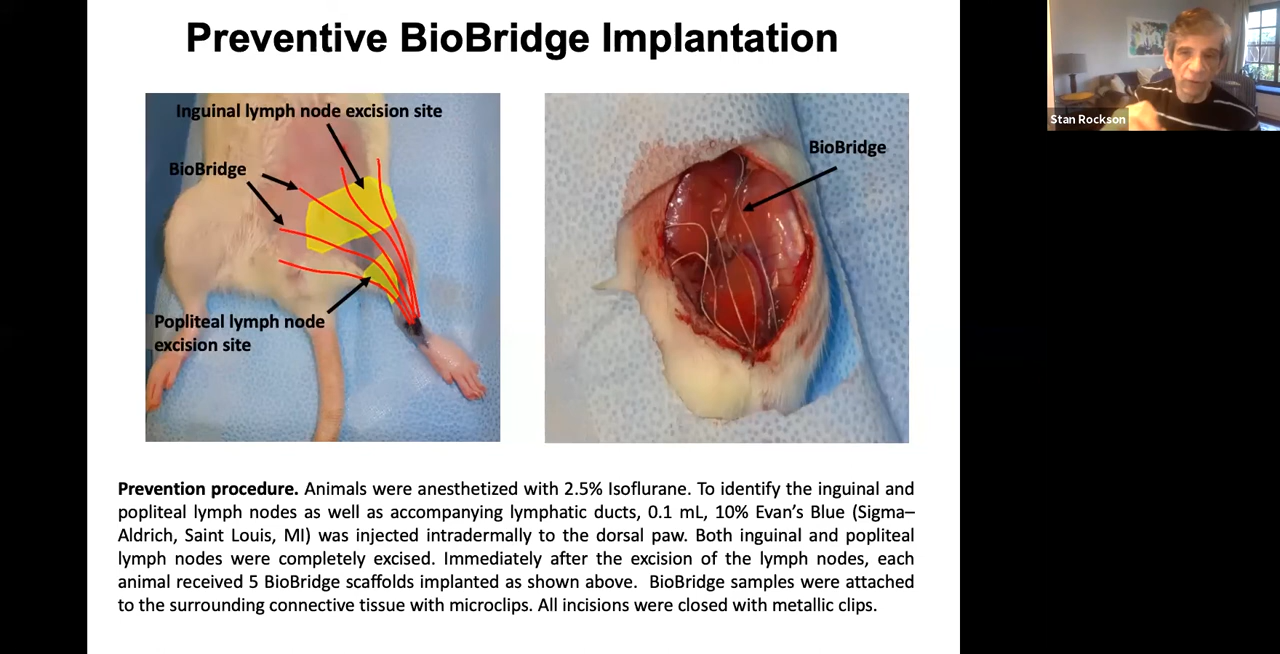 Preventive BioBridge Implantation
Inguinal lymph node excision site
BioBridge
Popliteal lymph node
excision site
BioBridge
Stan Rockson
Prevention procedure. Animals were anesthetized with 2.5% Isoflurane. To identify the inguinal and
popliteal lymph nodes as well as accompanying lymphatic ducts, 0.1 mL, 10% Evan’s Blue (Sigma–
Aldrich, Saint Louis, MI) was injected intradermally to the dorsal paw. Both inguinal and popliteal
lymph nodes were completely excised. Immediately after the excision of the lymph nodes, each
animal received 5 BioBridge scaffolds implanted as shown above. BioBridge samples were attached
to the surrounding connective tissue with microclips. All incisions were closed with metallic clips.